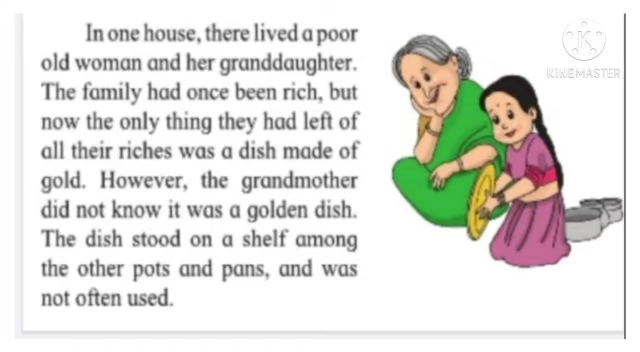 In one house, there lived a poor
old woman and her granddaughter.
The family had once been rich, but
now the only thing they had left of
all their riches was a dish made of
gold. However, the grandmother
did not know it was a golden dish.
The dish stood on a shelf among
the other pots and pans, and was
not often used.
K
KINEMASTER